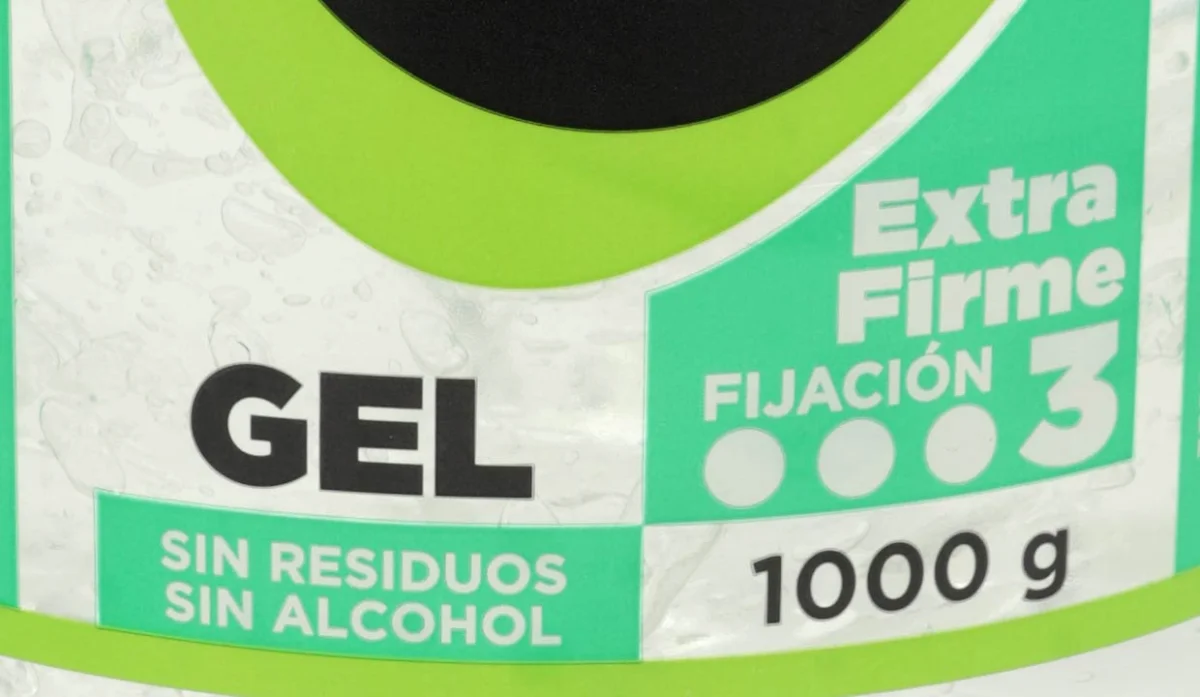 GEL
SIN RESIDUOS
SIN ALCOHOL
Extra
Firme
FIJACIÓN 3
1000 g